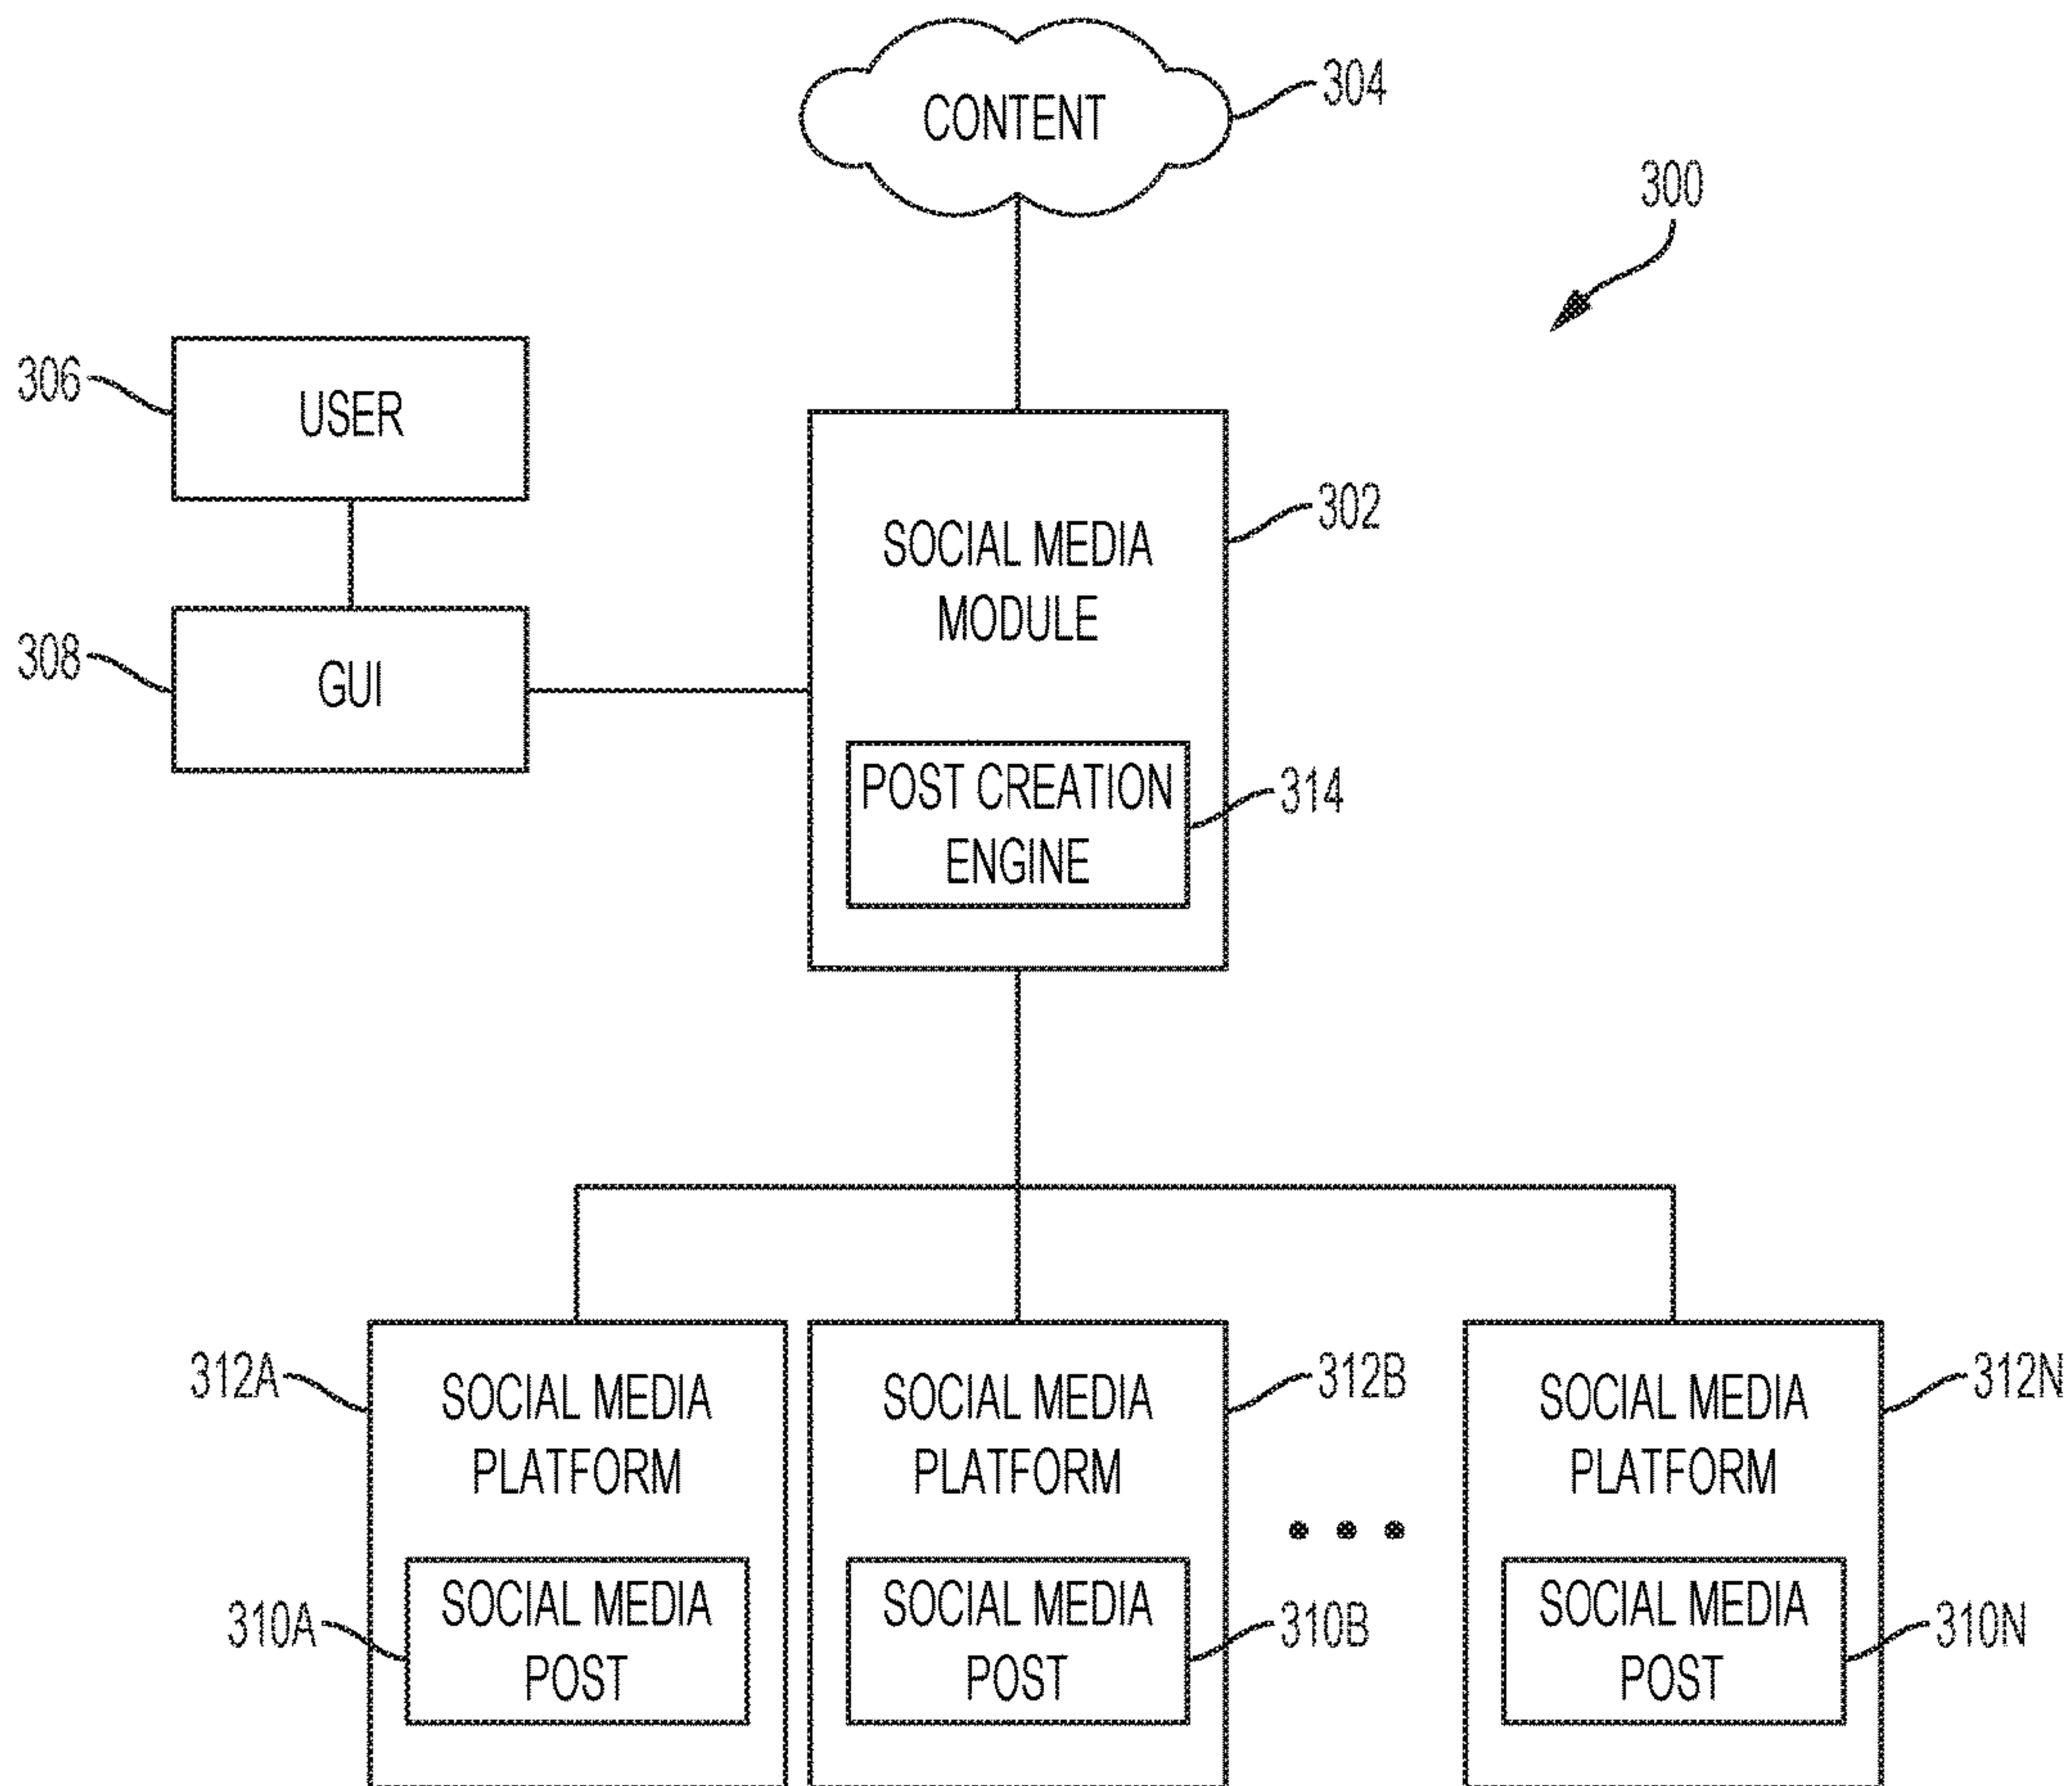 CONTENT
304
300
306
USER
302
SOCIAL MEDIA
MODULE
308
GUI
POST CREATION
ENGINE
314
312A
SOCIAL MEDIA
PLATFORM
310A
SOCIAL MEDIA
POST
312B
SOCIAL MEDIA
PLATFORM
310B
SOCIAL MEDIA
POST
312N
SOCIAL MEDIA
PLATFORM
310N
SOCIAL MEDIA
POST